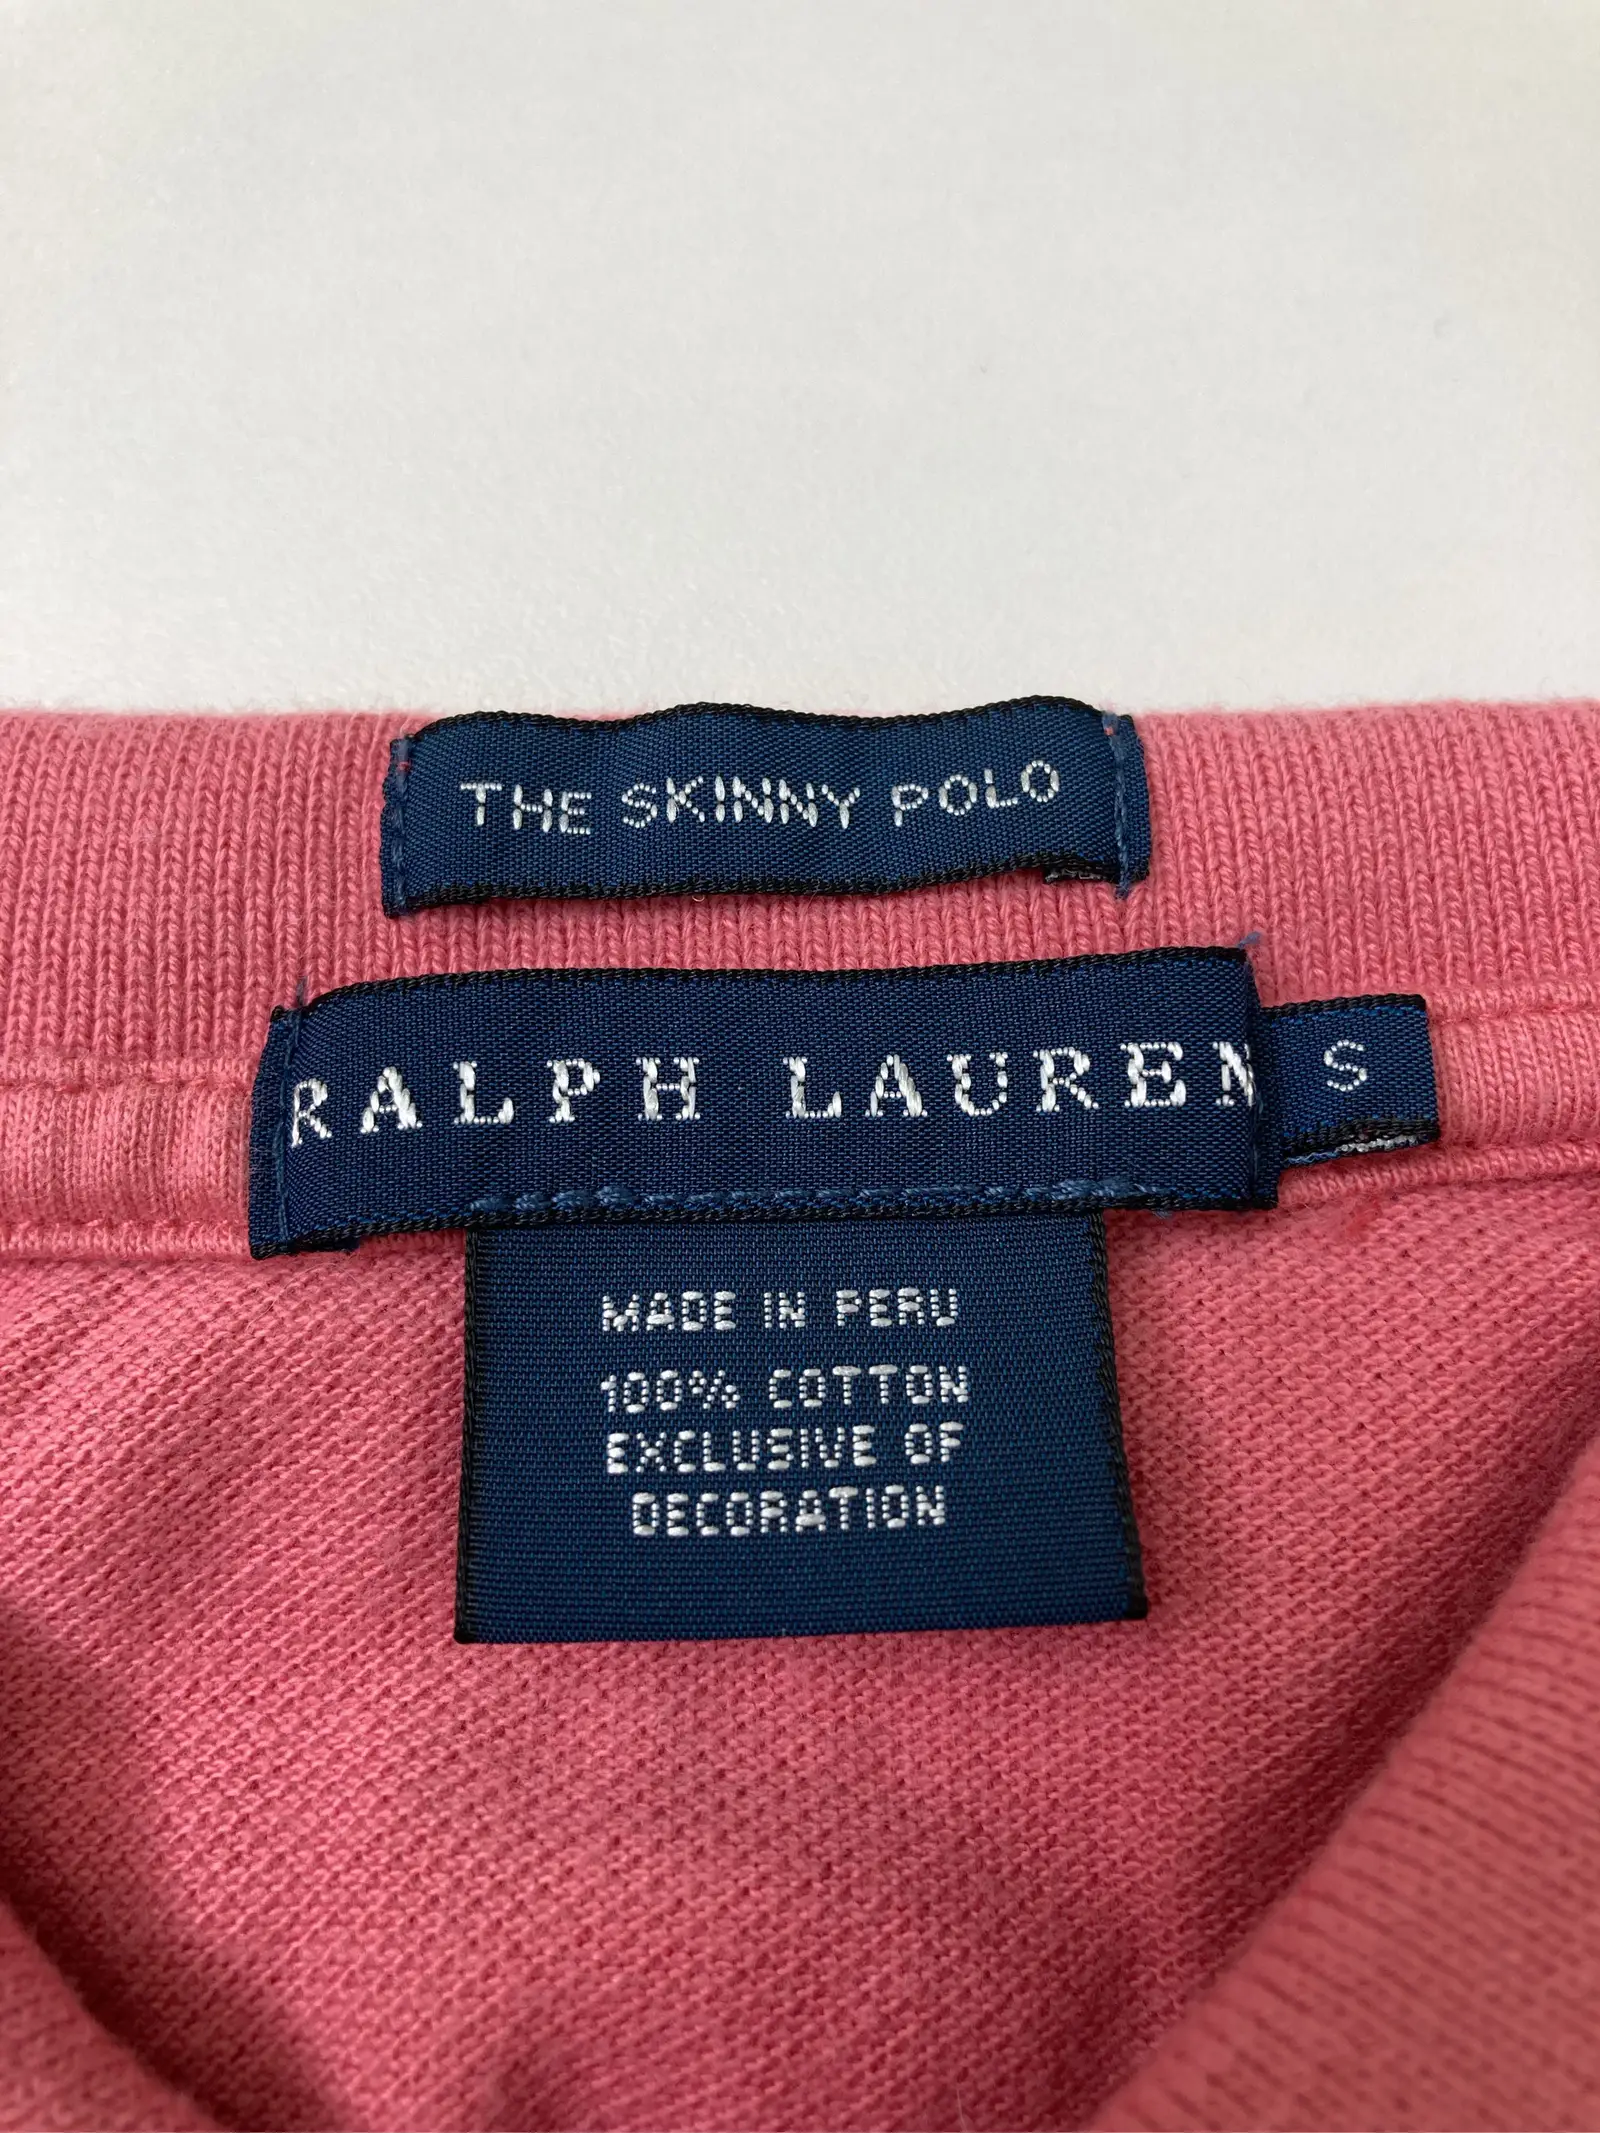 THE SKINNY POLO
RALPH LAUREN S
MADE IN PERU
100% COTTON
EXCLUSIVE OF
DECORATION